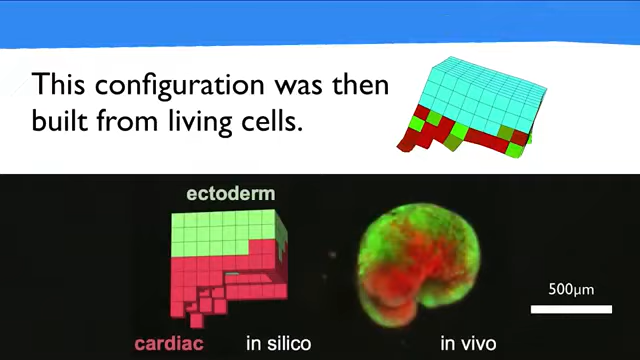 This configuration was then
built from living cells.
ectoderm
500µm
cardiac in silico in vivo